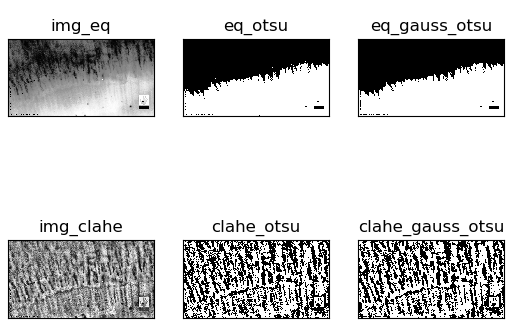 img_eq
eq_otsu
eq_gauss_otsu
img_clahe
clahe_otsu
clahe_gauss_otsu